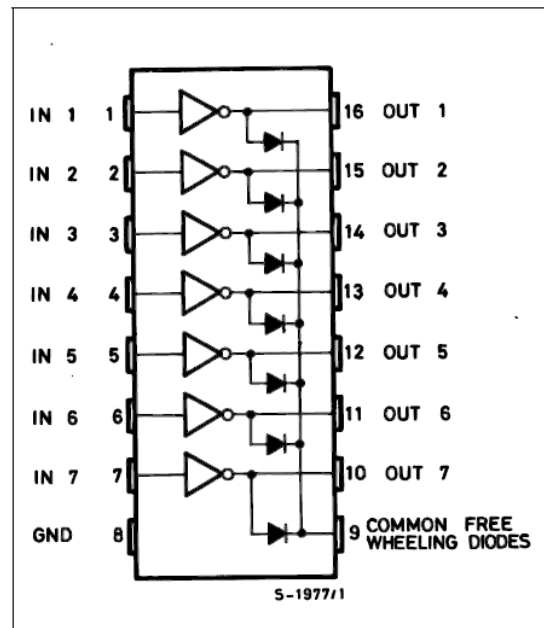 IN 1 1 16 OUT 1
IN 2 2 15 OUT 2
IN 3 3 14 OUT 3
IN 4 4 13 OUT 4
IN 5 5 12 OUT 5
IN 6 6 11 OUT 6
IN 7 7 10 OUT 7
GND 8 9 COMMON FREE
WHEELING DIODES
S-1977/1